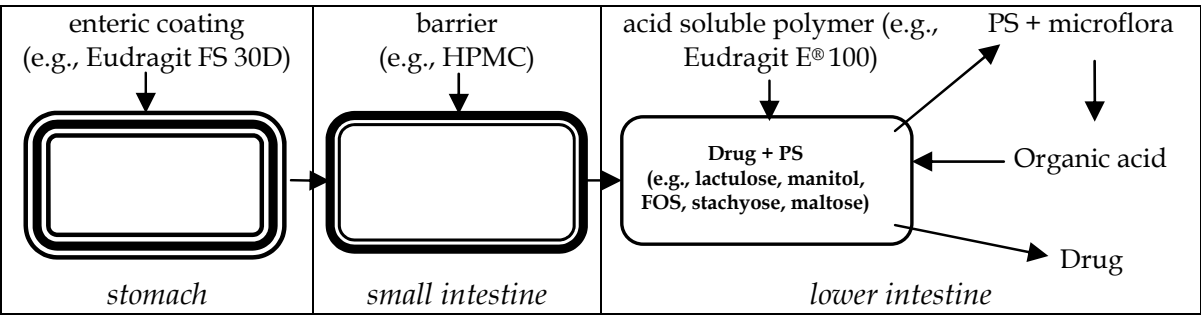 enteric coating
(e.g., Eudragit FS 30D)
stomach
barrier
(e.g., HPMC)
small intestine
acid soluble polymer (e.g.,
Eudragit E® 100)
PS + microflora
Organic acid
Drug + PS
(e.g., lactulose, manitol,
FOS, stachyose, maltose)
Drug
lower intestine